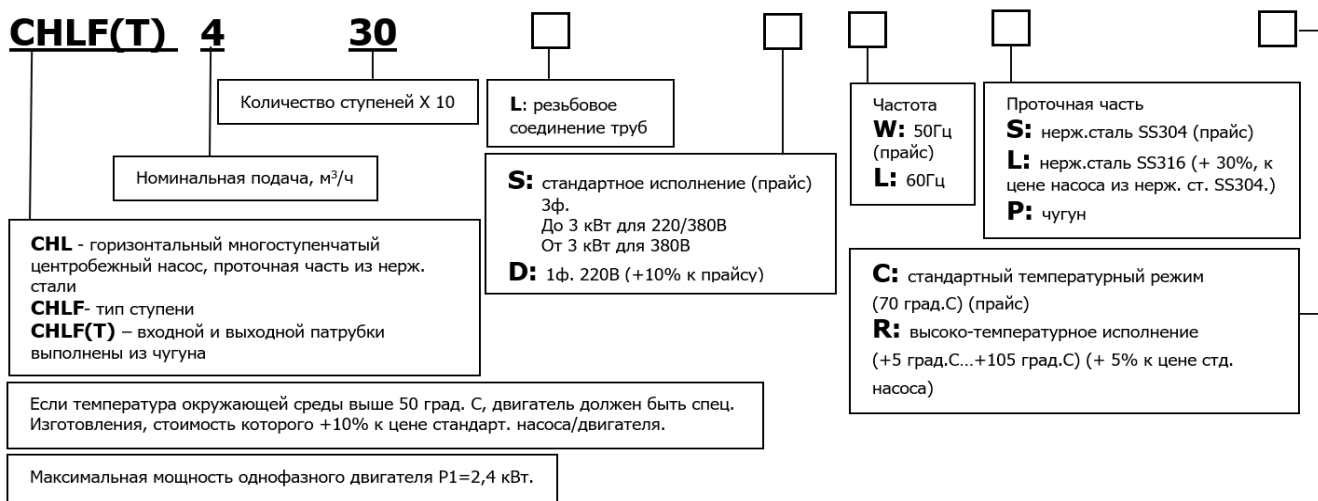 CHLF(T) 4 30
Количество ступеней Х 10
L: резьбовое
соединение труб
Частота
W: 50Гц
(прайс)
L: 60Гц
Проточная часть
S: нерж.сталь SS304 (прайс)
L: нерж.сталь SS316 (+ 30%, к
цене насоса из нерж. ст. SS304.)
P: чугун
Номинальная подача, м³/ч
S: стандартное исполнение (прайс)
3ф.
До 3 кВт для 220/380В
От 3 кВт для 380В
D: 1ф. 220В (+10% к прайсу)
CHL - горизонтальный многоступенчатый
центробежный насос, проточная часть из нерж.
стали
CHLF- тип ступени
CHLF(T) – входной и выходной патрубки
выполнены из чугуна
C: стандартный температурный режим
(70 град.С) (прайс)
R: высоко-температурное исполнение
(+5 град.С...+105 град.С) (+ 5% к цене стд.
насоса)
Если температура окружающей среды выше 50 град. С, двигатель должен быть спец.
Изготовления, стоимость которого +10% к цене стандарт. насоса/двигателя.
Максимальная мощность однофазного двигателя P1=2,4 кВт.